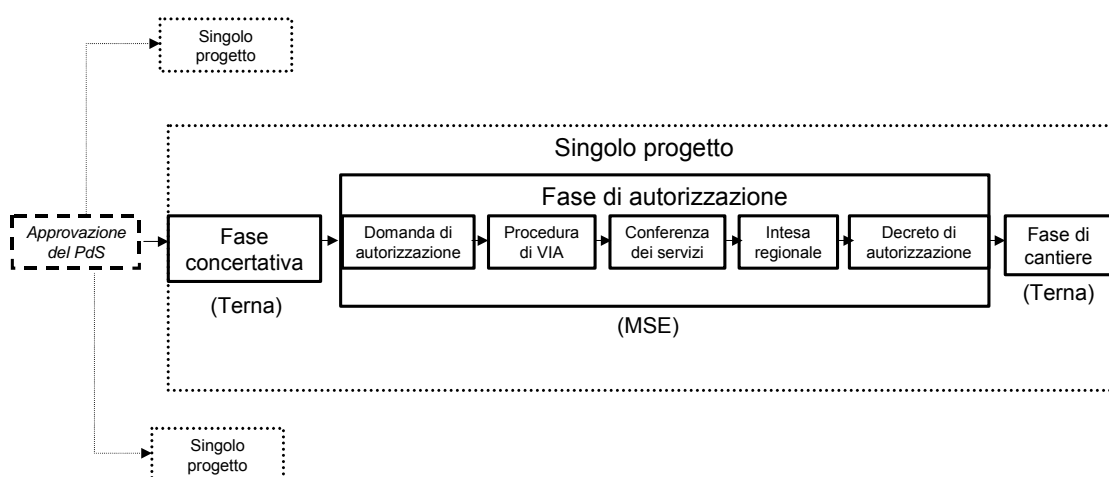 Singolo
progetto
Singolo progetto
Fase di autorizzazione
Approvazione
del PdS
Fase
concertativa
(Terna)
Domanda di
autorizzazione
Procedura
di VIA
Conferenza
dei servizi
Intesa
regionale
Decreto di
autorizzazione
(MSE)
Fase di
cantiere
(Terna)
Singolo
progetto